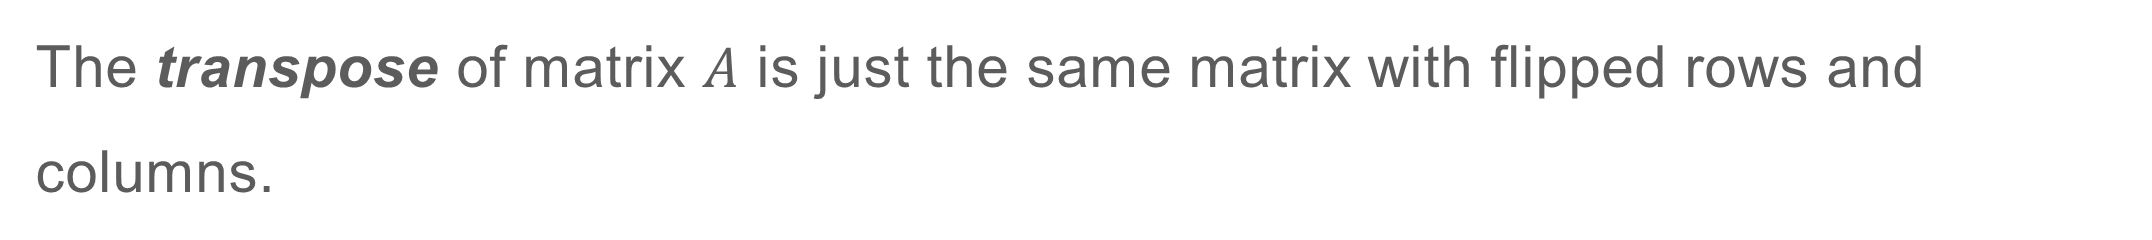 The transpose of matrix A is just the same matrix with flipped rows and
columns.